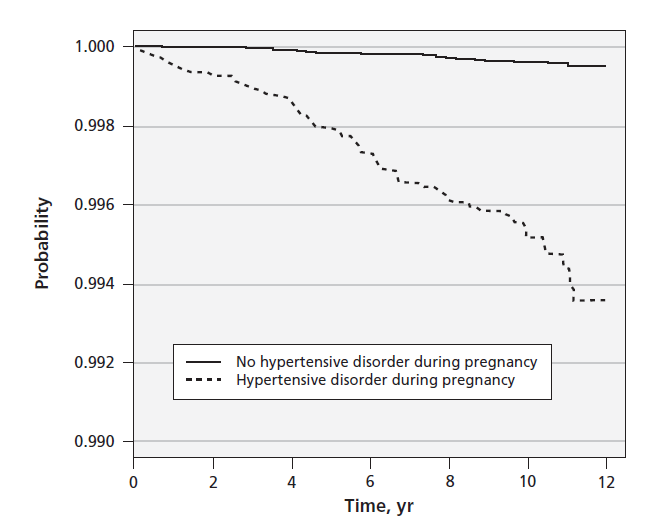 1.000
0.998
0.996
0.994
0.992
0.990
Probability
No hypertensive disorder during pregnancy
Hypertensive disorder during pregnancy
0 2 4 6 8 10 12
Time, yr